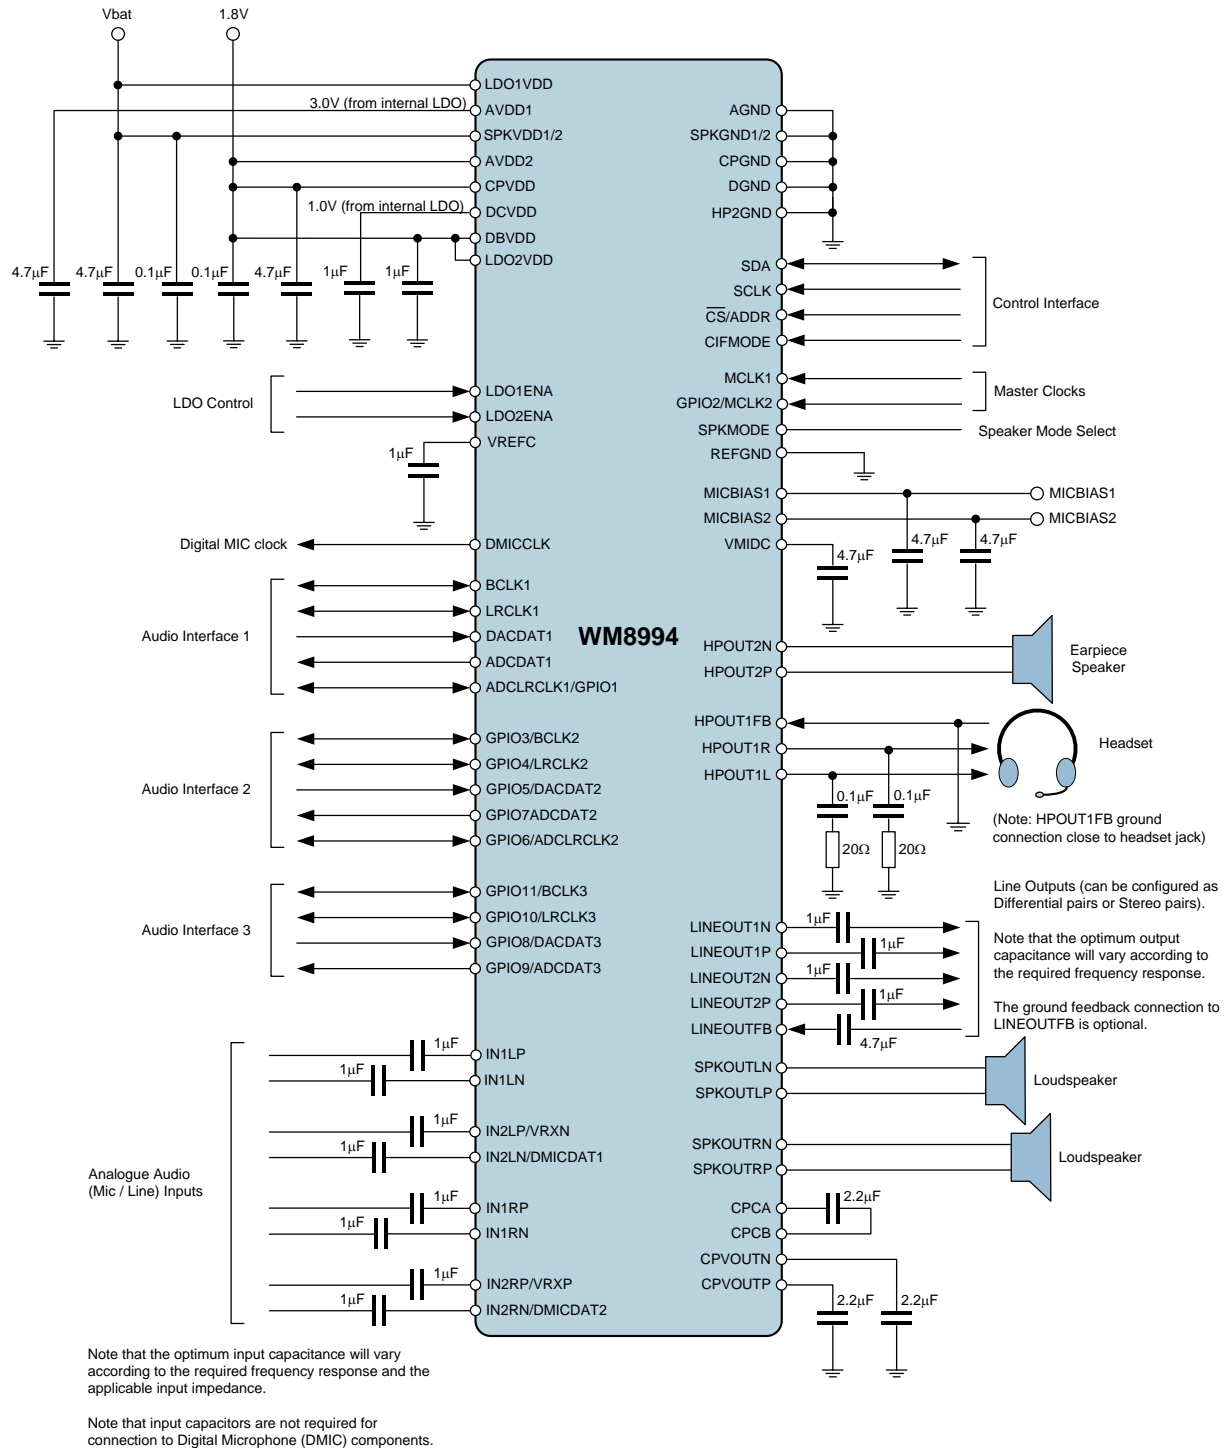 Vbat
1.8V
LDO1VDD
3.0V (from internal LDO)
AVDD1
SPKVDD1/2
AVDD2
CPVDD
1.0V (from internal LDO)
DCVDD
DBVDD
LDO2VDD
4.7µF
4.7µF
0.1µF
0.1µF
4.7µF
1µF
1µF
LDO Control
LDO1ENA
LDO2ENA
VREFC
1µF
Digital MIC clock
DMICCLK
Audio Interface 1
BCLK1
LRCLK1
DACDAT1
ADCDAT1
ADCLRCLK1/GPIO1
Audio Interface 2
GPIO3/BCLK2
GPIO4/LRCLK2
GPIO5/DACDAT2
GPIO7ADCDAT2
GPIO6/ADCLRCLK2
Audio Interface 3
GPIO11/BCLK3
GPIO10/LRCLK3
GPIO8/DACDAT3
GPIO9/ADCDAT3
Analogue Audio
(Mic / Line) Inputs
1µF
IN1LP
1µF
IN1LN
1µF
IN2LP/VRXN
1µF
IN2LN/DMICDAT1
1µF
IN1RP
1µF
IN1RN
1µF
IN2RP/VRXP
1µF
IN2RN/DMICDAT2
Note that the optimum input capacitance will vary
according to the required frequency response and the
applicable input impedance.
Note that input capacitors are not required for
connection to Digital Microphone (DMIC) components.
WM8994
AGND
SPKGND1/2
CPGND
DGND
HP2GND
SDA
SCLK
CS/ADDR
CIFMODE
Control Interface
MCLK1
GPIO2/MCLK2
Master Clocks
SPKMODE
Speaker Mode Select
REFGND
MICBIAS1
MICBIAS1
MICBIAS2
MICBIAS2
VMIDC
4.7µF
4.7µF
4.7µF
HPOUT2N
HPOUT2P
Earpiece
Speaker
HPOUT1FB
HPOUT1R
HPOUT1L
Headset
0.1µF
0.1µF
20Ω
20Ω
(Note: HPOUT1FB ground
connection close to headset jack)
Line Outputs (can be configured as
Differential pairs or Stereo pairs).
Note that the optimum output
capacitance will vary according to
the required frequency response.
The ground feedback connection to
LINEOUTFB is optional.
LINEOUT1N
1µF
LINEOUT1P
1µF
LINEOUT2N
1µF
LINEOUT2P
1µF
LINEOUTFB
4.7µF
SPKOUTLN
SPKOUTLP
Loudspeaker
SPKOUTRN
SPKOUTRP
Loudspeaker
CPCA
2.2µF
CPCB
CPVOUTN
CPVOUTP
2.2µF
2.2µF